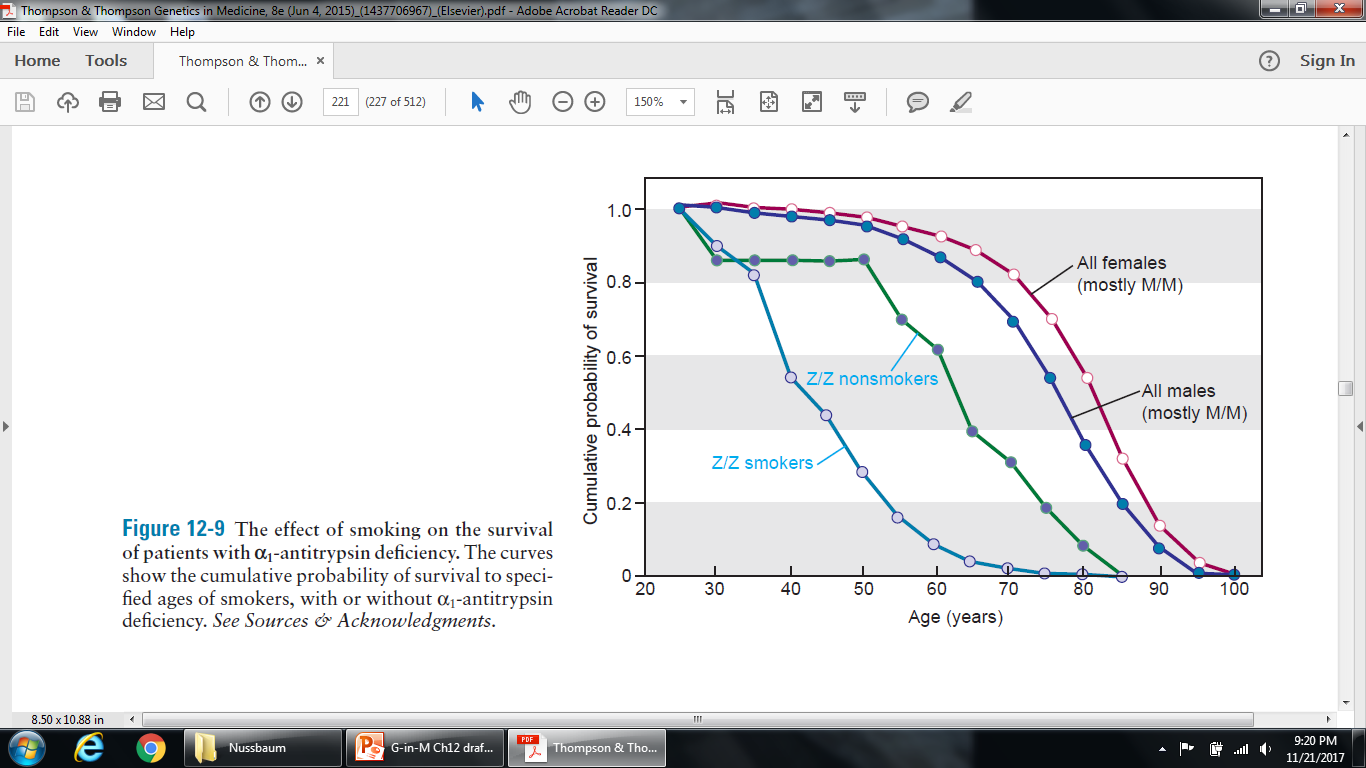 Thompson & Thompson Genetics in Medicine, 8e (Jun 4, 2015)_(1437706967)_(Elsevier).pdf - Adobe Acrobat Reader DC
File Edit View Window Help
Home Tools Thompson & Thom... × ? Sign In
221 (227 of 512) 150%
1.0
0.8
0.6
0.4
0.2
0
Cumulative probability of survival
All females
(mostly M/M)
Z/Z nonsmokers
All males
(mostly M/M)
Z/Z smokers
20 30 40 50 60 70 80 90 100
Age (years)
Figure 12-9 The effect of smoking on the survival
of patients with α₁-antitrypsin deficiency. The curves
show the cumulative probability of survival to speci-
fied ages of smokers, with or without α₁-antitrypsin
deficiency. See Sources & Acknowledgments.
8.50 x 10.88 in
Nussbaum G-in-M Ch12 draf... Thompson & Tho...
9:20 PM
11/21/2017